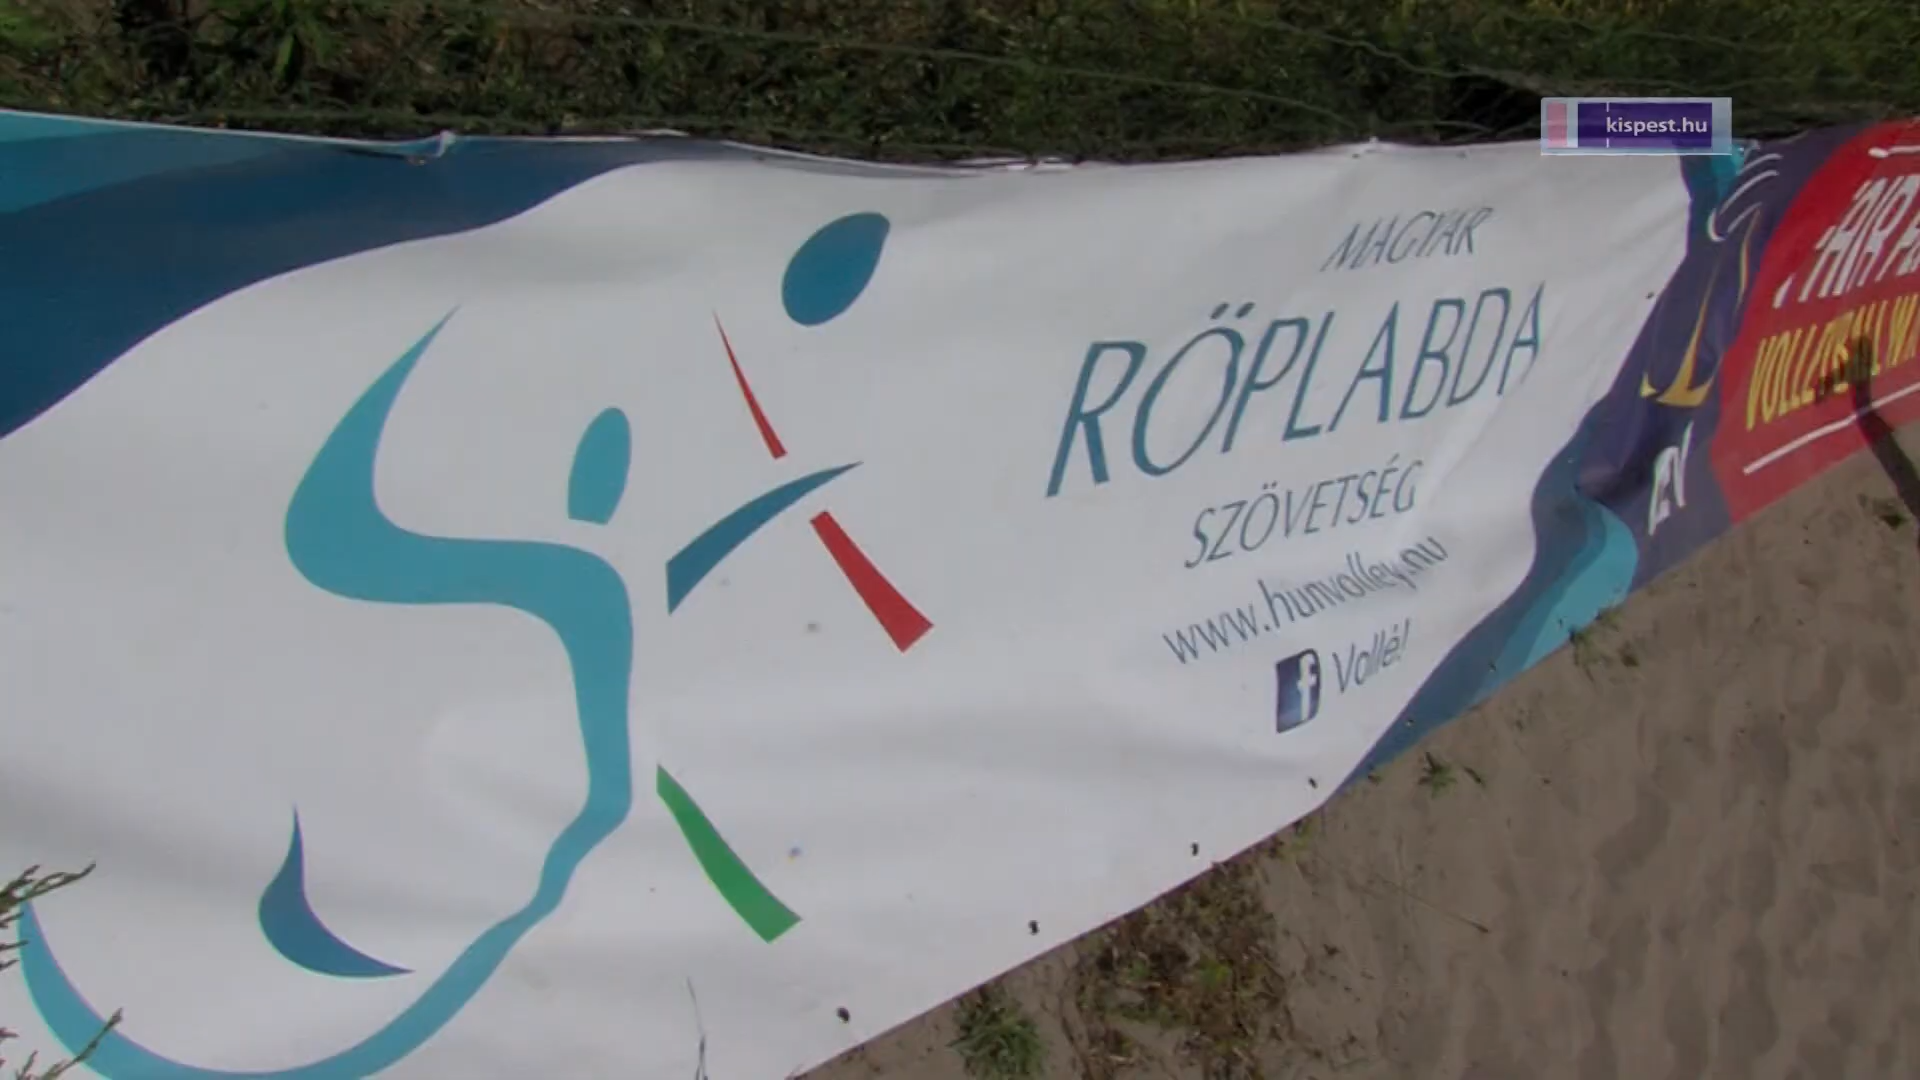 kispest.hu
MAGYAR
RÖPLABDA
SZÖVETSÉG
www.hunvolley.hu
f Vollé!